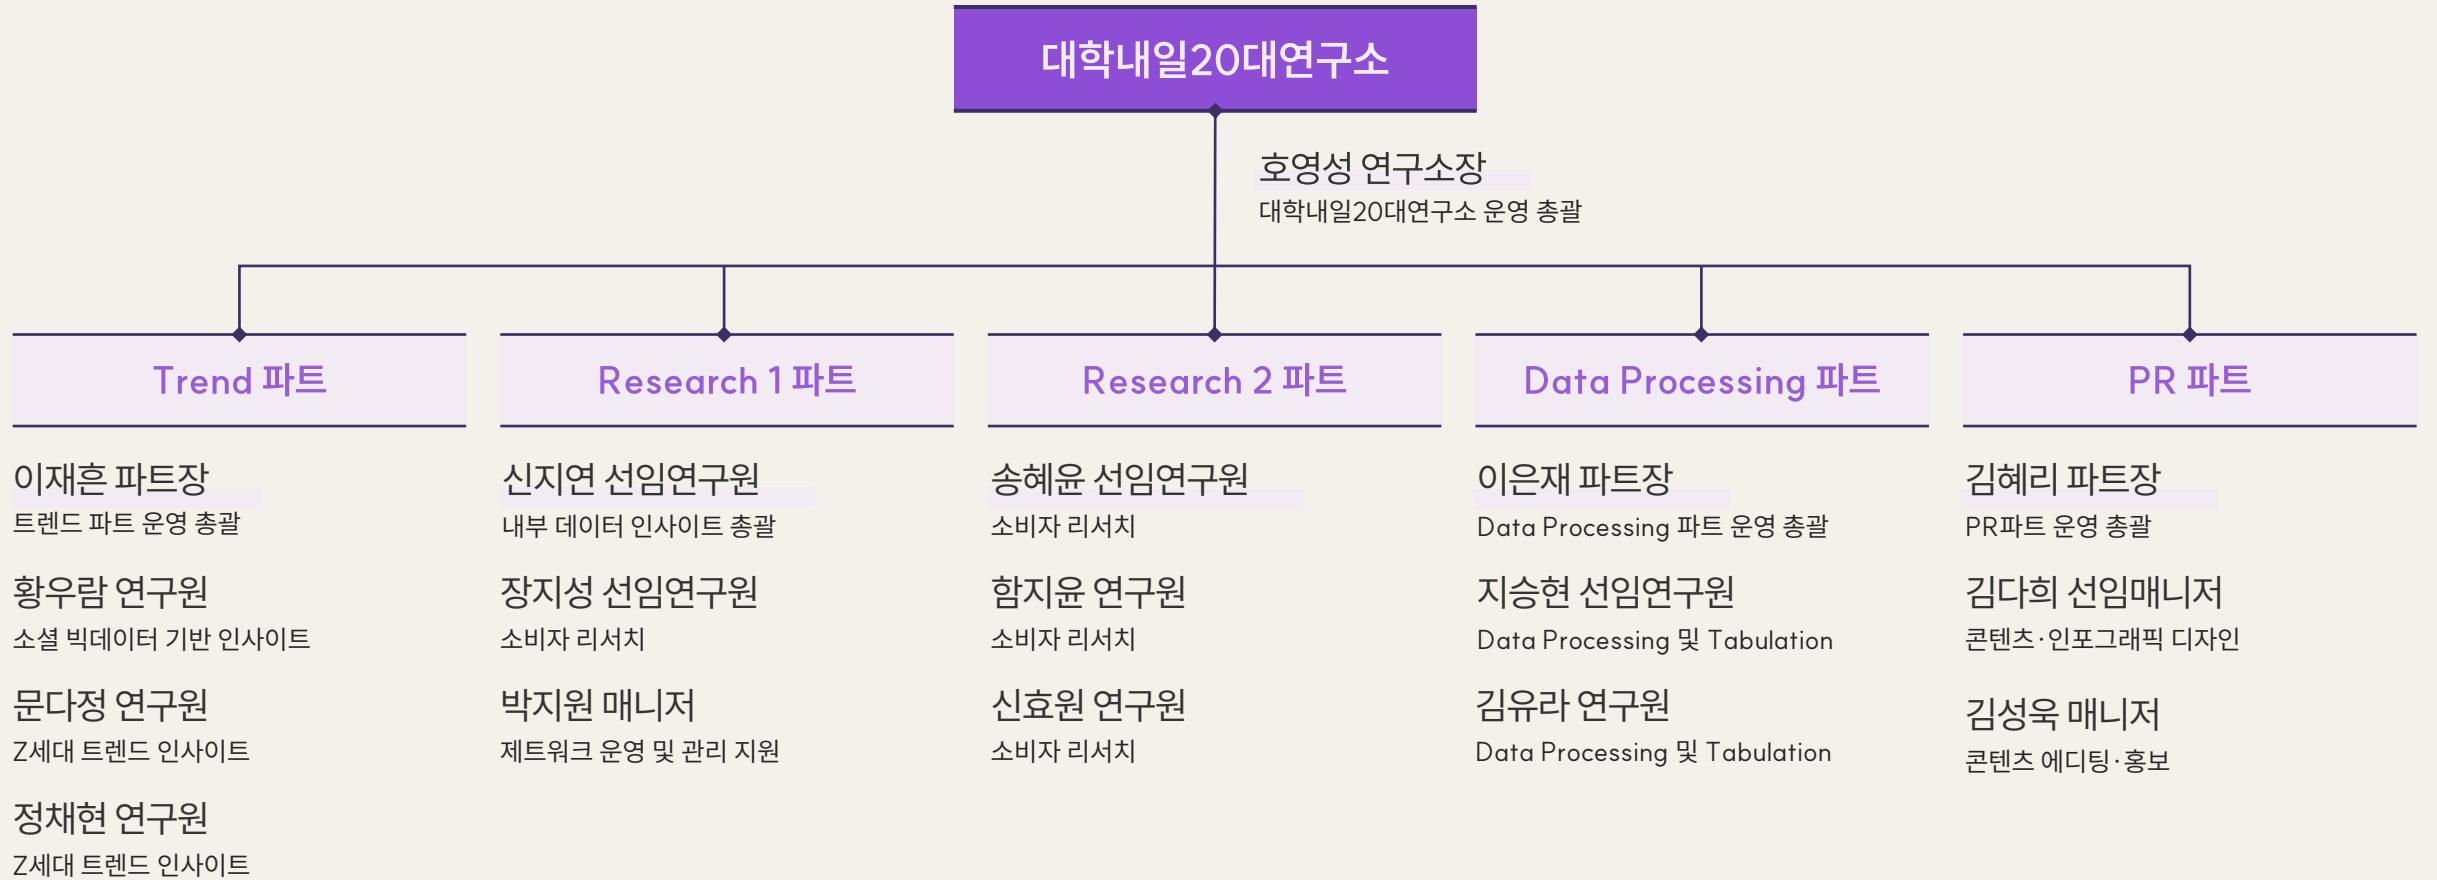 대학내일20대연구소
호영성 연구소장
대학내일20대연구소 운영 총괄
Trend 파트
이재흔 파트장
트렌드 파트 운영 총괄
황우람 연구원
소셜 빅데이터 기반 인사이트
문다정 연구원
Z세대 트렌드 인사이트
정채현 연구원
Z세대 트렌드 인사이트
Research 1 파트
신지연 선임연구원
내부 데이터 인사이트 총괄
장지성 선임연구원
소비자 리서치
박지원 매니저
제트워크 운영 및 관리 지원
Research 2 파트
송혜윤 선임연구원
소비자 리서치
함지윤 연구원
소비자 리서치
신효원 연구원
소비자 리서치
Data Processing 파트
이은재 파트장
Data Processing 파트 운영 총괄
지승현 선임연구원
Data Processing 및 Tabulation
김유라 연구원
Data Processing 및 Tabulation
PR 파트
김혜리 파트장
PR파트 운영 총괄
김다희 선임매니저
콘텐츠·인포그래픽 디자인
김성욱 매니저
콘텐츠 에디팅·홍보